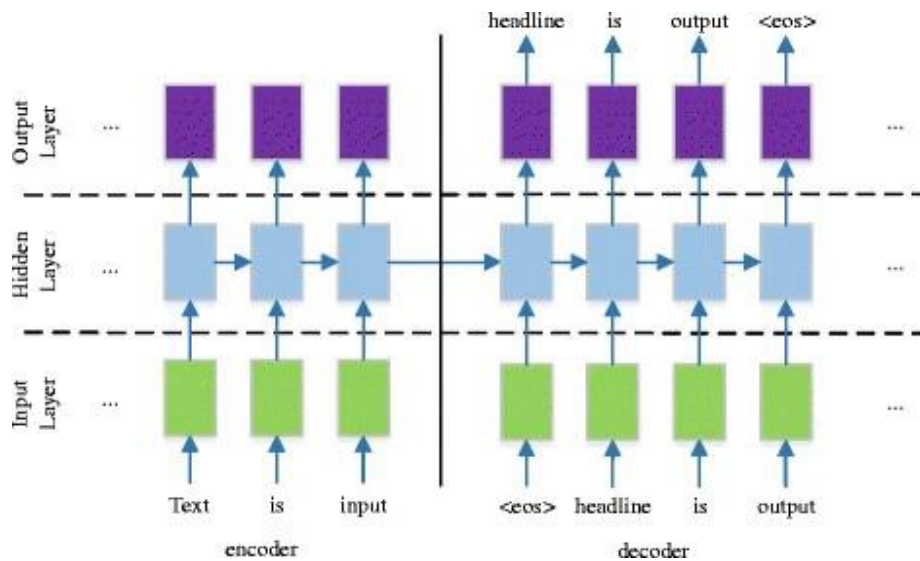 headline is output <eos>
Output Layer
... ...
Hidden Layer
... ...
Input Layer
... ...
Text is input <eos> headline is output
encoder decoder